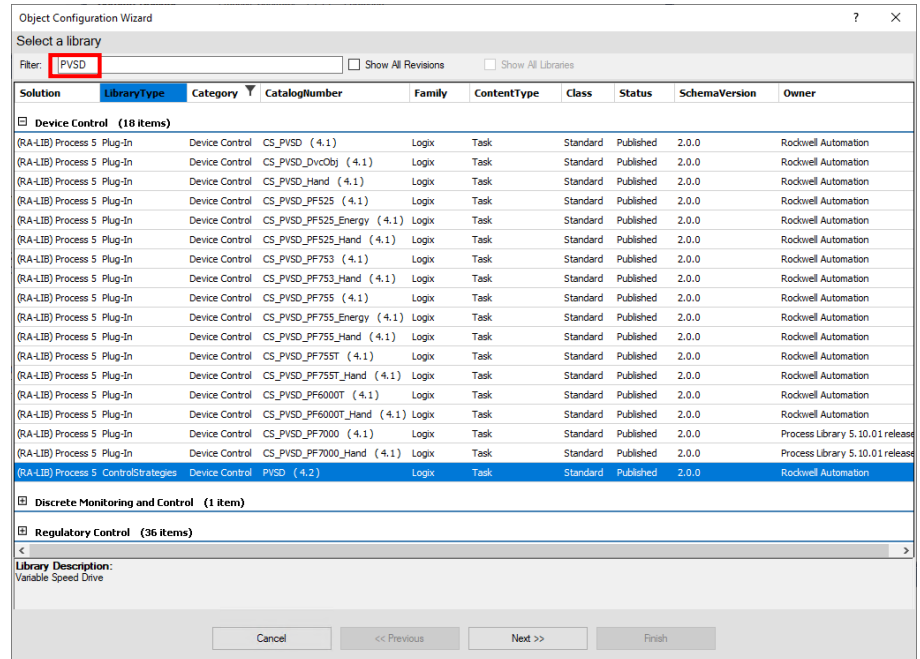 Object Configuration Wizard ? ×
Select a library
Filter: PVSD Show All Revisions Show All Libraries
Solution LibraryType Category CatalogNumber Family ContentType Class Status SchemaVersion Owner
Device Control (18 items)
(RA-LIB) Process 5 Plug-In Device Control CS_PVSD (4.1) Logix Task Standard Published 2.0.0 Rockwell Automation
(RA-LIB) Process 5 Plug-In Device Control CS_PVSD_DvcObj (4.1) Logix Task Standard Published 2.0.0 Rockwell Automation
(RA-LIB) Process 5 Plug-In Device Control CS_PVSD_Hand (4.1) Logix Task Standard Published 2.0.0 Rockwell Automation
(RA-LIB) Process 5 Plug-In Device Control CS_PVSD_PF525 (4.1) Logix Task Standard Published 2.0.0 Rockwell Automation
(RA-LIB) Process 5 Plug-In Device Control CS_PVSD_PF525_Energy (4.1) Logix Task Standard Published 2.0.0 Rockwell Automation
(RA-LIB) Process 5 Plug-In Device Control CS_PVSD_PF525_Hand (4.1) Logix Task Standard Published 2.0.0 Rockwell Automation
(RA-LIB) Process 5 Plug-In Device Control CS_PVSD_PF753 (4.1) Logix Task Standard Published 2.0.0 Rockwell Automation
(RA-LIB) Process 5 Plug-In Device Control CS_PVSD_PF753_Hand (4.1) Logix Task Standard Published 2.0.0 Rockwell Automation
(RA-LIB) Process 5 Plug-In Device Control CS_PVSD_PF755 (4.1) Logix Task Standard Published 2.0.0 Rockwell Automation
(RA-LIB) Process 5 Plug-In Device Control CS_PVSD_PF755_Energy (4.1) Logix Task Standard Published 2.0.0 Rockwell Automation
(RA-LIB) Process 5 Plug-In Device Control CS_PVSD_PF755_Hand (4.1) Logix Task Standard Published 2.0.0 Rockwell Automation
(RA-LIB) Process 5 Plug-In Device Control CS_PVSD_PF755T (4.1) Logix Task Standard Published 2.0.0 Rockwell Automation
(RA-LIB) Process 5 Plug-In Device Control CS_PVSD_PF755T_Hand (4.1) Logix Task Standard Published 2.0.0 Rockwell Automation
(RA-LIB) Process 5 Plug-In Device Control CS_PVSD_PF6000T (4.1) Logix Task Standard Published 2.0.0 Rockwell Automation
(RA-LIB) Process 5 Plug-In Device Control CS_PVSD_PF6000T_Hand (4.1) Logix Task Standard Published 2.0.0 Rockwell Automation
(RA-LIB) Process 5 Plug-In Device Control CS_PVSD_PF7000 (4.1) Logix Task Standard Published 2.0.0 Process Library 5.10.01 release
(RA-LIB) Process 5 Plug-In Device Control CS_PVSD_PF7000_Hand (4.1) Logix Task Standard Published 2.0.0 Process Library 5.10.01 release
(RA-LIB) Process 5 ControlStrategies Device Control PVSD (4.2) Logix Task Standard Published 2.0.0 Rockwell Automation
Discrete Monitoring and Control (1 item)
Regulatory Control (36 items)
Library Description:
Variable Speed Drive
Cancel << Previous Next >> Finish